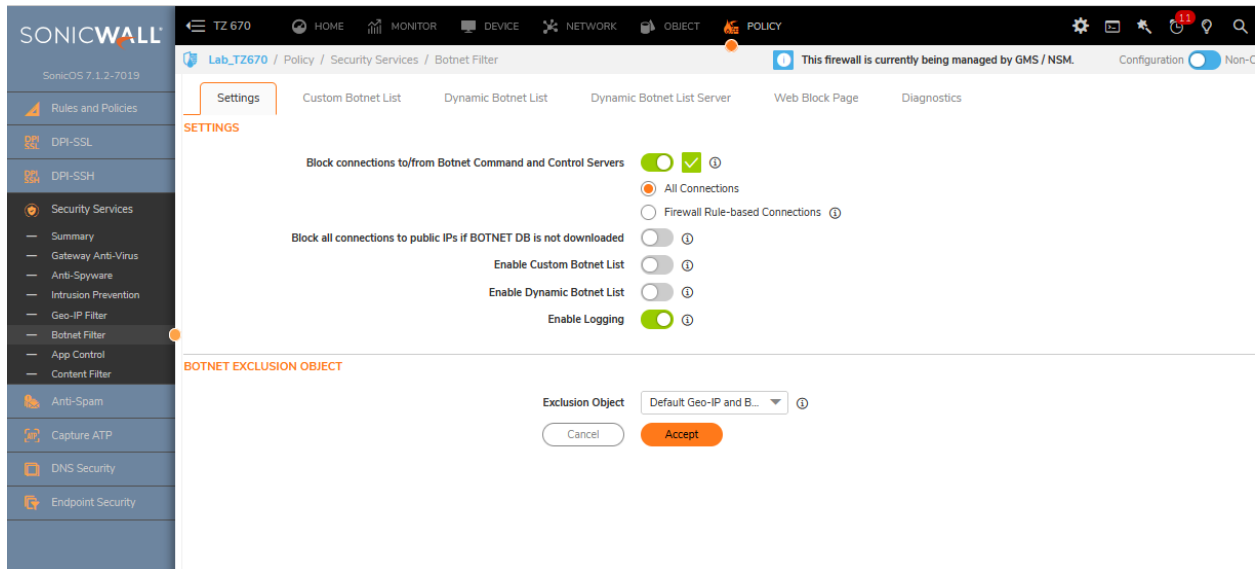 SONICWALL
TZ 670 HOME MONITOR DEVICE NETWORK OBJECT POLICY 11
SonicOS 7.1.2-7019
Lab_TZ670 / Policy / Security Services / Botnet Filter
i This firewall is currently being managed by GMS / NSM.
Configuration Non-C
Rules and Policies
DPI SSL DPI-SSL
DPI SSH DPI-SSH
Security Services
Summary
Gateway Anti-Virus
Anti-Spyware
Intrusion Prevention
Geo-IP Filter
Botnet Filter
App Control
Content Filter
Anti-Spam
ATP Capture ATP
DNS Security
Endpoint Security
Settings Custom Botnet List Dynamic Botnet List Dynamic Botnet List Server Web Block Page Diagnostics
SETTINGS
Block connections to/from Botnet Command and Control Servers
All Connections
Firewall Rule-based Connections
Block all connections to public IPs if BOTNET DB is not downloaded
Enable Custom Botnet List
Enable Dynamic Botnet List
Enable Logging
BOTNET EXCLUSION OBJECT
Exclusion Object Default Geo-IP and B...
Cancel Accept